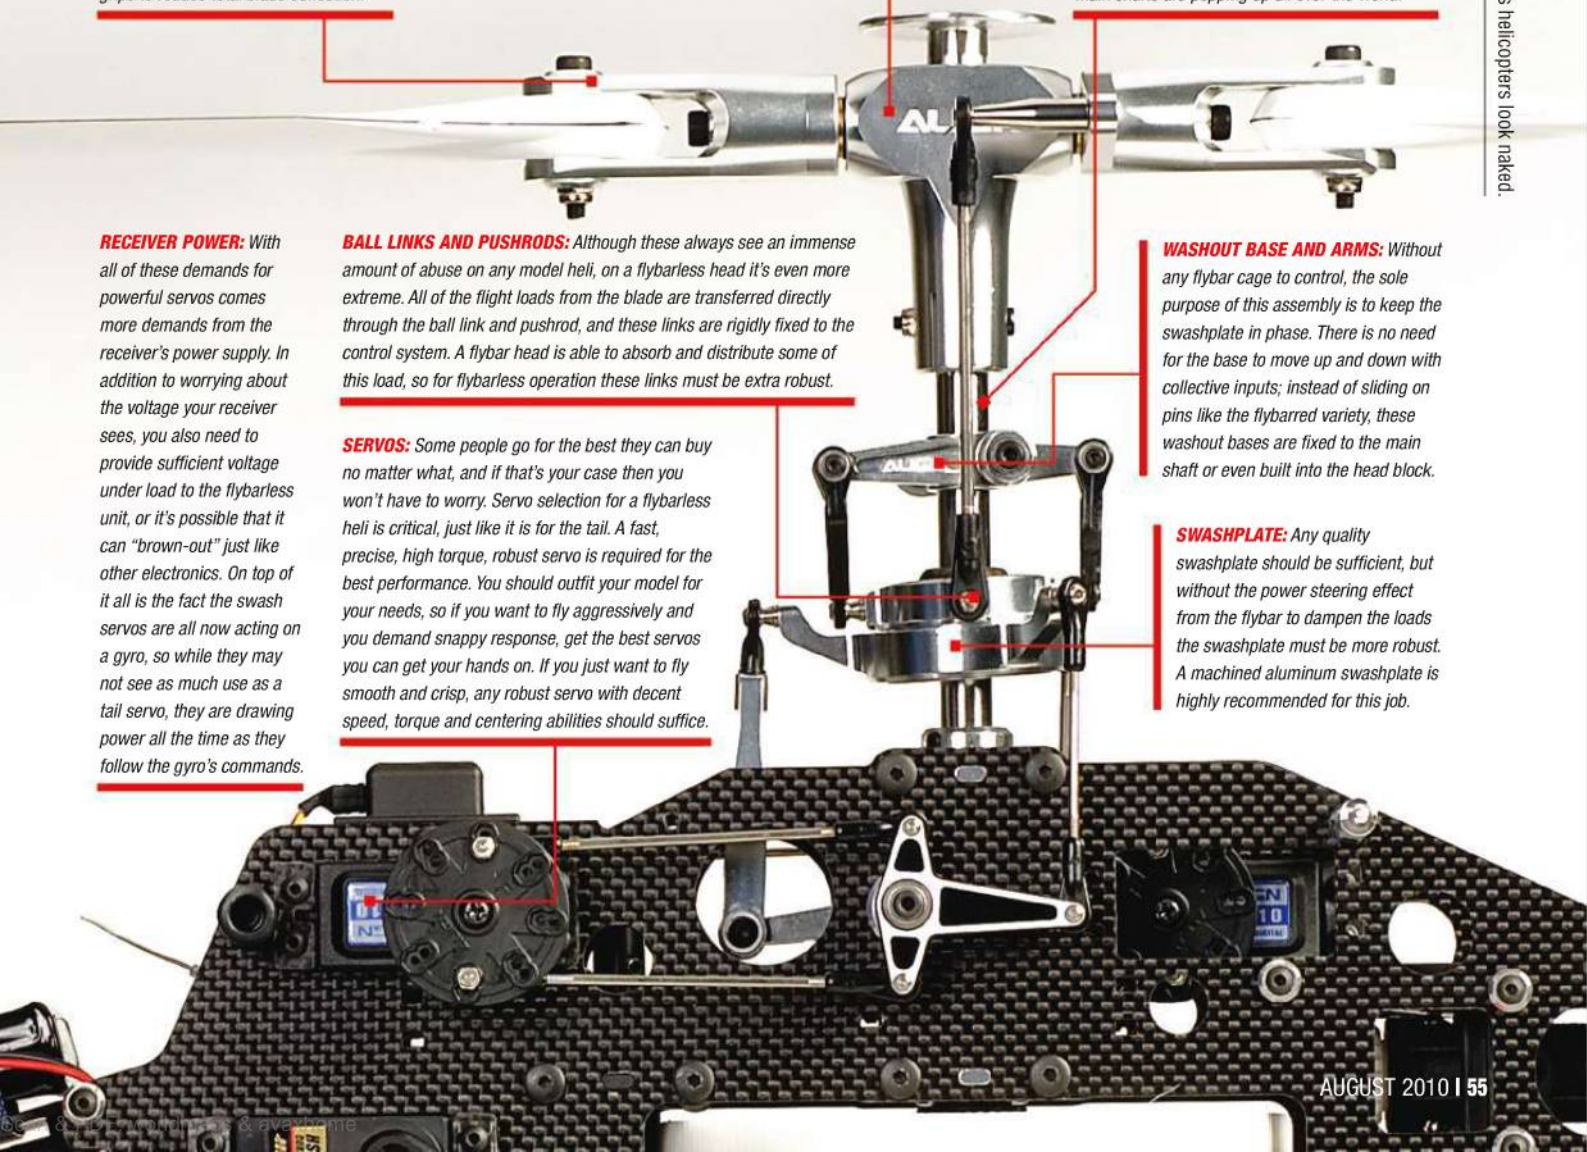 s helicopters look naked.
RECEIVER POWER: With
all of these demands for
powerful servos comes
more demands from the
receiver's power supply. In
addition to worrying about
the voltage your receiver
sees, you also need to
provide sufficient voltage
under load to the flybarless
unit, or it's possible that it
can “brown-out” just like
other electronics. On top of
it all is the fact the swash
servos are all now acting on
a gyro, so while they may
not see as much use as a
tail servo, they are drawing
power all the time as they
follow the gyro's commands.
BALL LINKS AND PUSHRODS: Although these always see an immense
amount of abuse on any model heli, on a flybarless head it's even more
extreme. All of the flight loads from the blade are transferred directly
through the ball link and pushrod, and these links are rigidly fixed to the
control system. A flybar head is able to absorb and distribute some of
this load, so for flybarless operation these links must be extra robust.
SERVOS: Some people go for the best they can buy
no matter what, and if that's your case then you
won't have to worry. Servo selection for a flybarless
heli is critical, just like it is for the tail. A fast,
precise, high torque, robust servo is required for the
best performance. You should outfit your model for
your needs, so if you want to fly aggressively and
you demand snappy response, get the best servos
you can get your hands on. If you just want to fly
smooth and crisp, any robust servo with decent
speed, torque and centering abilities should suffice.
WASHOUT BASE AND ARMS: Without
any flybar cage to control, the sole
purpose of this assembly is to keep the
swashplate in phase. There is no need
for the base to move up and down with
collective inputs; instead of sliding on
pins like the flybarred variety, these
washout bases are fixed to the main
shaft or even built into the head block.
SWASHPLATE: Any quality
swashplate should be sufficient, but
without the power steering effect
from the flybar to dampen the loads
the swashplate must be more robust.
A machined aluminum swashplate is
highly recommended for this job.
10
AUGUST 2010 | 55